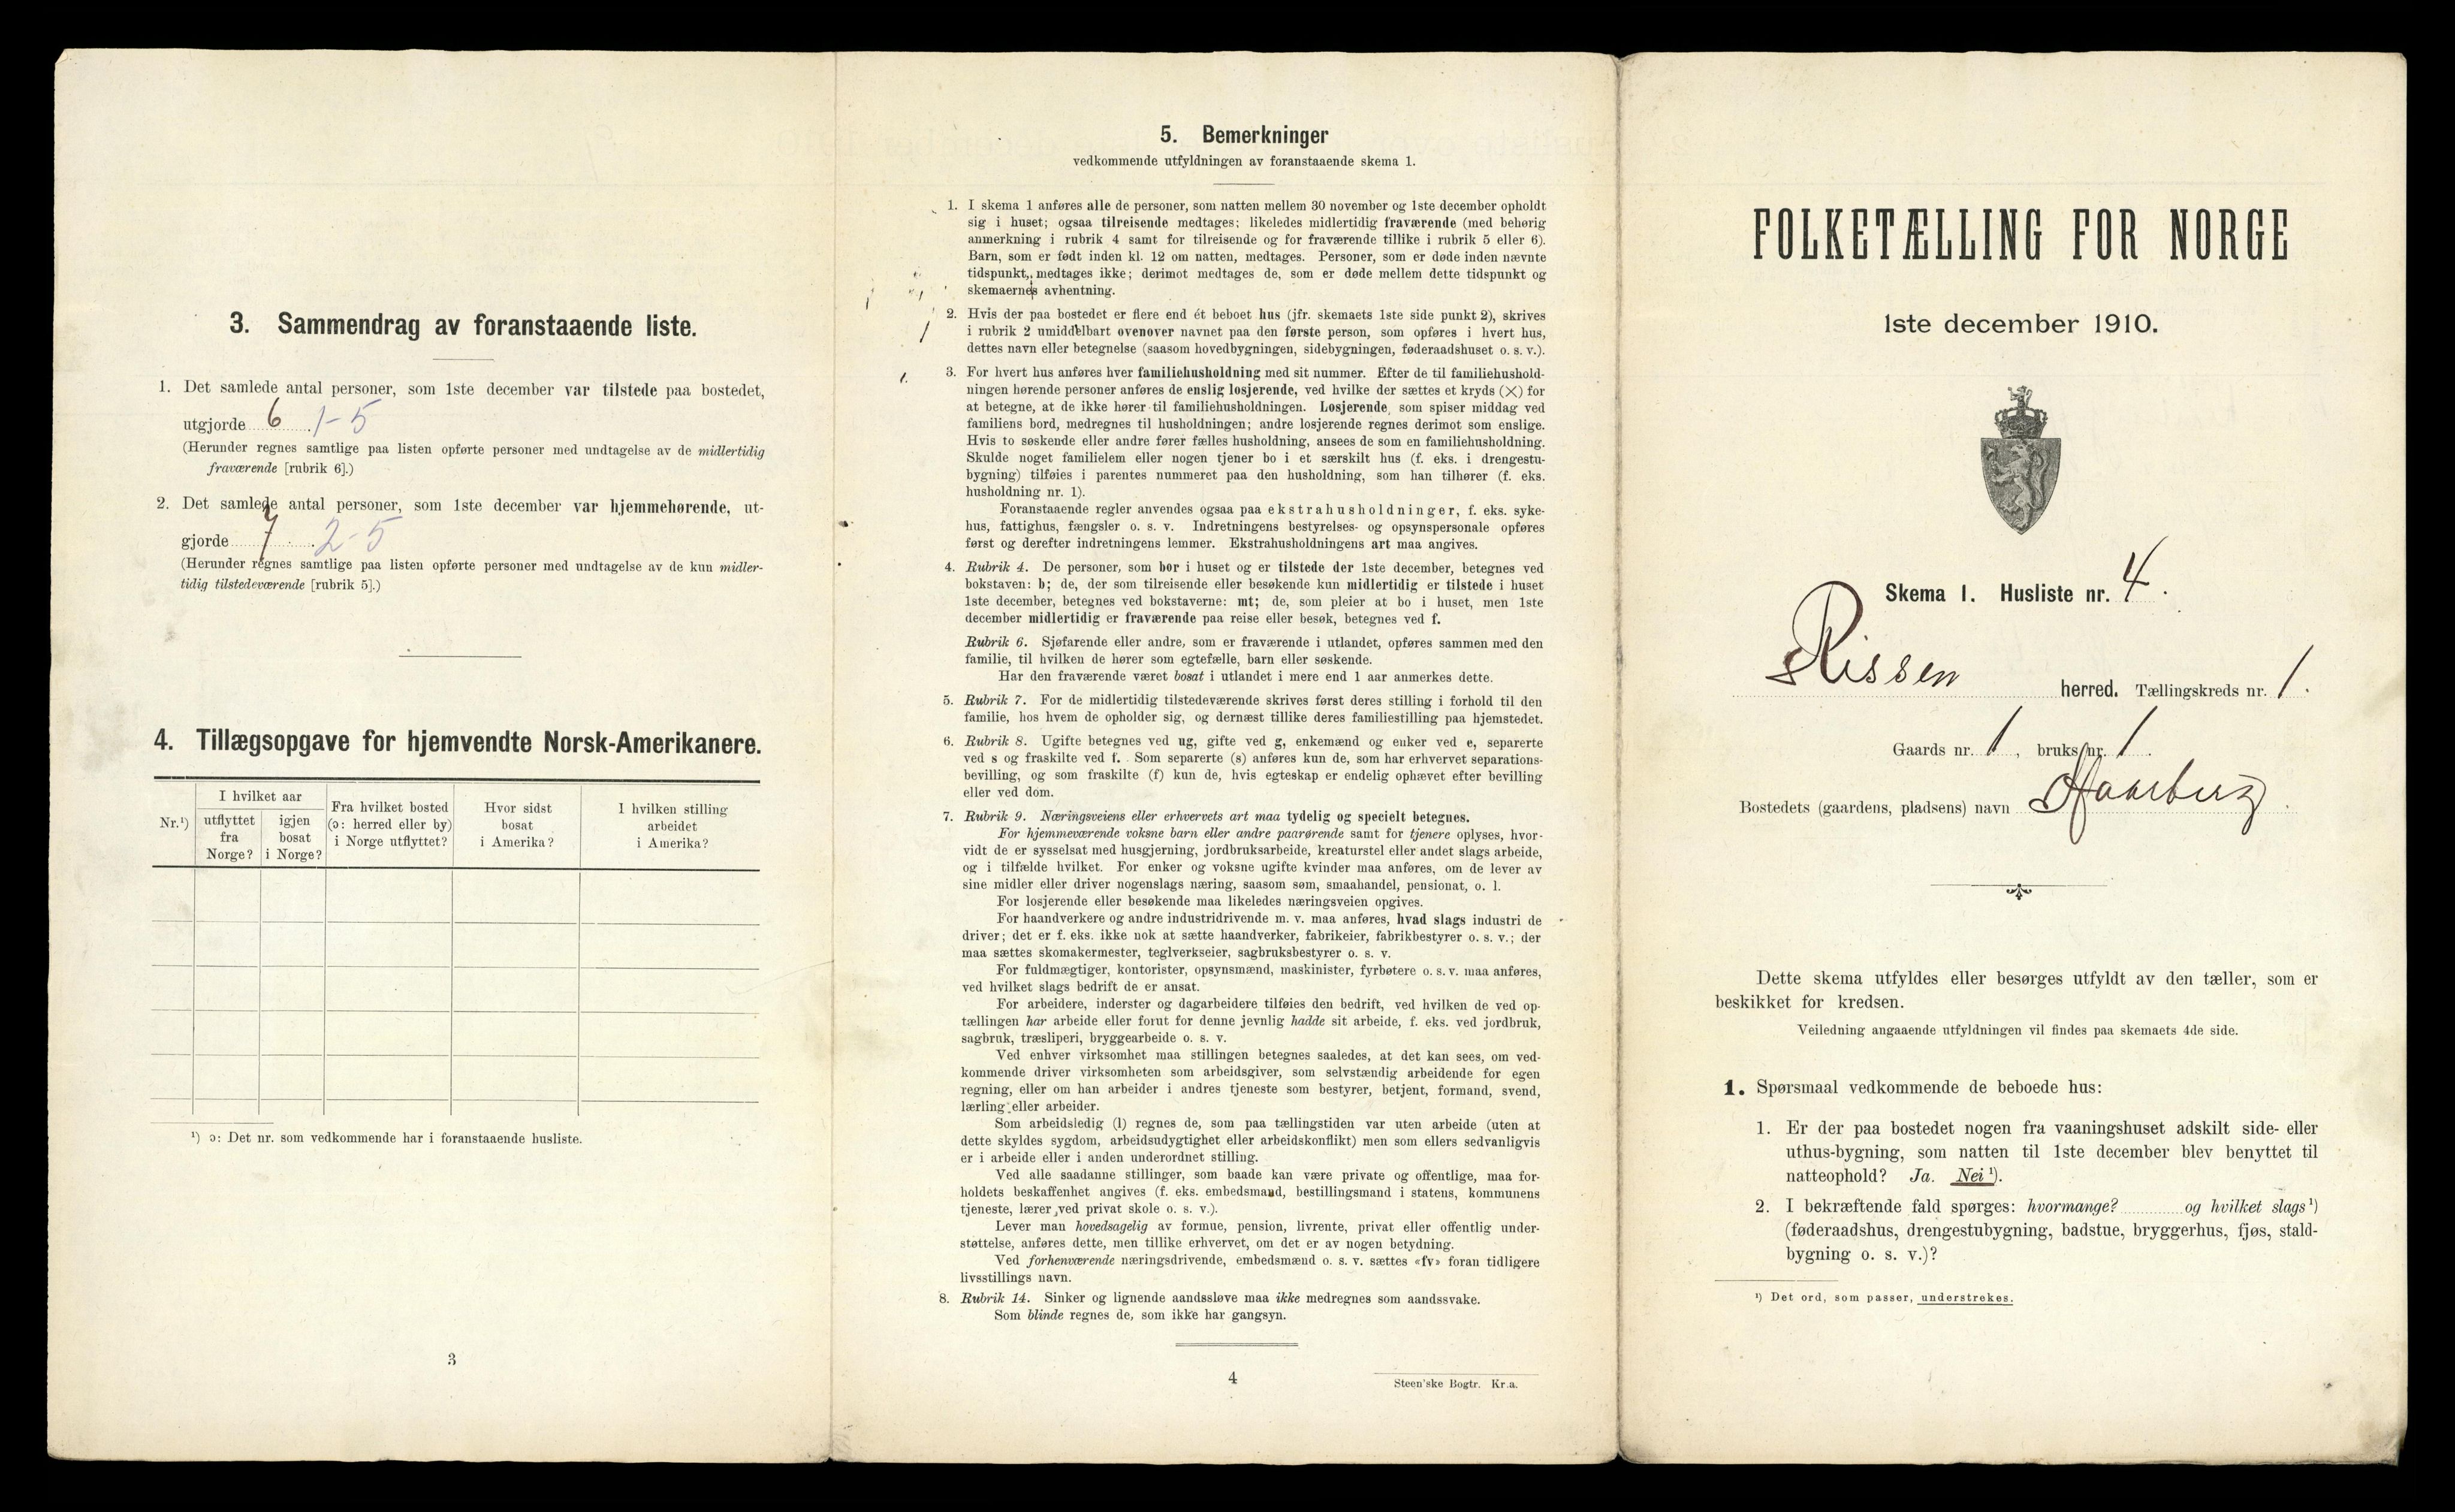 3. Sammendrag av foranstaaende liste.
1. Det samlede antal personer, som 1ste december var tilstede paa bostedet,
utgjorde 6 1-5
(Herunder regnes samtlige paa listen opførte personer med undtagelse av de midlertidig
fraværende [rubrik 6].)
2. Det samlede antal personer, som 1ste december var hjemmehørende, ut-
gjorde 7 2-5
(Herunder regnes samtlige paa listen opførte personer med undtagelse av de kun midler-
tidig tilstedeværende [rubrik 5].)
4. Tillægsopgave for hjemvendte Norsk-Amerikanere.
Nr.¹)
I hvilket aar
utflyttet
fra
Norge?
igjen
bosat
i Norge?
Fra hvilket bosted
(ɔ: herred eller by)
i Norge utflyttet?
Hvor sidst
bosat
i Amerika?
I hvilken stilling
arbeidet
i Amerika?
¹) ɔ: Det nr. som vedkommende har i foranstaaende husliste.
3
5. Bemerkninger
vedkommende utfyldningen av foranstaaende skema 1.
1. I skema 1 anføres alle de personer, som natten mellem 30 november og 1ste december opholdt
sig i huset; ogsaa tilreisende medtages; likeledes midlertidig fraværende (med behørig
anmerkning i rubrik 4 samt for tilreisende og for fraværende tillike i rubrik 5 eller 6).
Barn, som er født inden kl. 12 om natten, medtages. Personer, som er døde inden nævnte
tidspunkt, medtages ikke; derimot medtages de, som er døde mellem dette tidspunkt og
skemaernes avhentning.
2. Hvis der paa bostedet er flere end ét beboet hus (jfr. skemaets 1ste side punkt 2), skrives
i rubrik 2 umiddelbart ovenover navnet paa den første person, som opføres i hvert hus,
dettes navn eller betegnelse (saasom hovedbygningen, sidebygningen, føderaadshuset o. s. v.).
3. For hvert hus anføres hver familiehusholdning med sit nummer. Efter de til familiehushold-
ningen hørende personer anføres de enslig losjerende, ved hvilke der sættes et kryds (×) for
at betegne, at de ikke hører til familiehusholdningen. Losjerende, som spiser middag ved
familiens bord, medregnes til husholdningen; andre losjerende regnes derimot som enslige.
Hvis to søskende eller andre fører fælles husholdning, ansees de som en familiehusholdning.
Skulde noget familielem eller nogen tjener bo i et særskilt hus (f. eks. i drengestu-
bygning) tilføies i parentes nummeret paa den husholdning, som han tilhører (f. eks.
husholdning nr. 1).
Foranstaaende regler anvendes ogsaa paa ekstrahusholdninger, f. eks. syke-
hus, fattighus, fængsler o. s. v. Indretningens bestyrelses- og opsynspersonale opføres
først og derefter indretningens lemmer. Ekstrahusholdningens art maa angives.
4. Rubrik 4. De personer, som bor i huset og er tilstede der 1ste december, betegnes ved
bokstaven: b; de, der som tilreisende eller besøkende kun midlertidig er tilstede i huset
1ste december, betegnes ved bokstaverne: mt; de, som pleier at bo i huset, men 1ste
december midlertidig er fraværende paa reise eller besøk, betegnes ved f.
Rubrik 6. Sjøfarende eller andre, som er fraværende i utlandet, opføres sammen med den
familie, til hvilken de hører som egtefælle, barn eller søskende.
Har den fraværende været bosat i utlandet i mere end 1 aar anmerkes dette.
5. Rubrik 7. For de midlertidig tilstedeværende skrives først deres stilling i forhold til den
familie, hos hvem de opholder sig, og dernæst tillike deres familiestilling paa hjemstedet.
6. Rubrik 8. Ugifte betegnes ved ug, gifte ved g, enkemænd og enker ved e, separerte
ved s og fraskilte ved f. Som separerte (s) anføres kun de, som har erhvervet separations-
bevilling, og som fraskilte (f) kun de, hvis egteskap er endelig ophævet efter bevilling
eller ved dom.
7. Rubrik 9. Næringsveiens eller erhvervets art maa tydelig og specielt betegnes.
For hjemmeværende voksne barn eller andre paarørende samt for tjenere oplyses, hvor-
vidt de er sysselsat med husgjerning, jordbruksarbeide, kreaturstel eller andet slags arbeide,
og i tilfælde hvilket. For enker og voksne ugifte kvinder maa anføres, om de lever av
sine midler eller driver nogenslags næring, saasom søm, smaahandel, pensionat, o. l.
For losjerende eller besøkende maa likeledes næringsveien opgives.
For haandverkere og andre industridrivende m. v. maa anføres, hvad slags industri de
driver; det er f. eks. ikke nok at sætte haandverker, fabrikeier, fabrikbestyrer o. s. v.; der
maa sættes skomakermester, teglverkseier, sagbruksbestyrer o. s. v.
For fuldmægtiger, kontorister, opsynsmænd, maskinister, fyrbøtere o. s. v. maa anføres,
ved hvilket slags bedrift de er ansat.
For arbeidere, inderster og dagarbeidere tilføies den bedrift, ved hvilken de ved op-
tællingen har arbeide eller forut for denne jevnlig hadde sit arbeide, f. eks. ved jordbruk,
sagbruk, træsliperi, bryggearbeide o. s. v.
Ved enhver virksomhet maa stillingen betegnes saaledes, at det kan sees, om ved-
kommende driver virksomheten som arbeidsgiver, som selvstændig arbeidende for egen
regning, eller om han arbeider i andres tjeneste som bestyrer, betjent, formand, svend,
lærling eller arbeider.
Som arbeidsledig (l) regnes de, som paa tællingstiden var uten arbeide (uten at
dette skyldes sygdom, arbeidsudygtighet eller arbeidskonflikt) men som ellers sedvanligvis
er i arbeide eller i anden underordnet stilling.
Ved alle saadanne stillinger, som baade kan være private og offentlige, maa for-
holdets beskaffenhet angives (f. eks. embedsmand, bestillingsmand i statens, kommunens
tjeneste, lærer ved privat skole o. s. v.).
Lever man hovedsagelig av formue, pension, livrente, privat eller offentlig under-
støttelse, anføres dette, men tillike erhvervet, om det er av nogen betydning.
Ved forhenværende næringsdrivende, embedsmænd o. s. v. sættes «fv» foran tidligere
livsstillings navn.
8. Rubrik 14. Sinker og lignende aandssløve maa ikke medregnes som aandssvake.
Som blinde regnes de, som ikke har gangsyn.
4
Steen'ske Bogtr. Kr.a.
FOLKETÆLLING FOR NORGE
1ste december 1910.
Skema 1. Husliste nr. 4.
Rissen herred. Tællingskreds nr. 1.
Gaards nr. 1, bruks nr. 1.
Bostedets (gaardens, pladsens) navn Haarberg.
Dette skema utfyldes eller besørges utfyldt av den tæller, som er
beskikket for kredsen.
Veiledning angaaende utfyldningen vil findes paa skemaets 4de side.
1. Spørsmaal vedkommende de beboede hus:
1. Er der paa bostedet nogen fra vaaningshuset adskilt side- eller
uthus-bygning, som natten til 1ste december blev benyttet til
natteophold? Ja. Nei ¹).
2. I bekræftende fald spørges: hvormange? og hvilket slags ¹)
(føderaadshus, drengestubygning, badstue, bryggerhus, fjøs, stald-
bygning o. s. v.)?
¹) Det ord, som passer, understrekes.